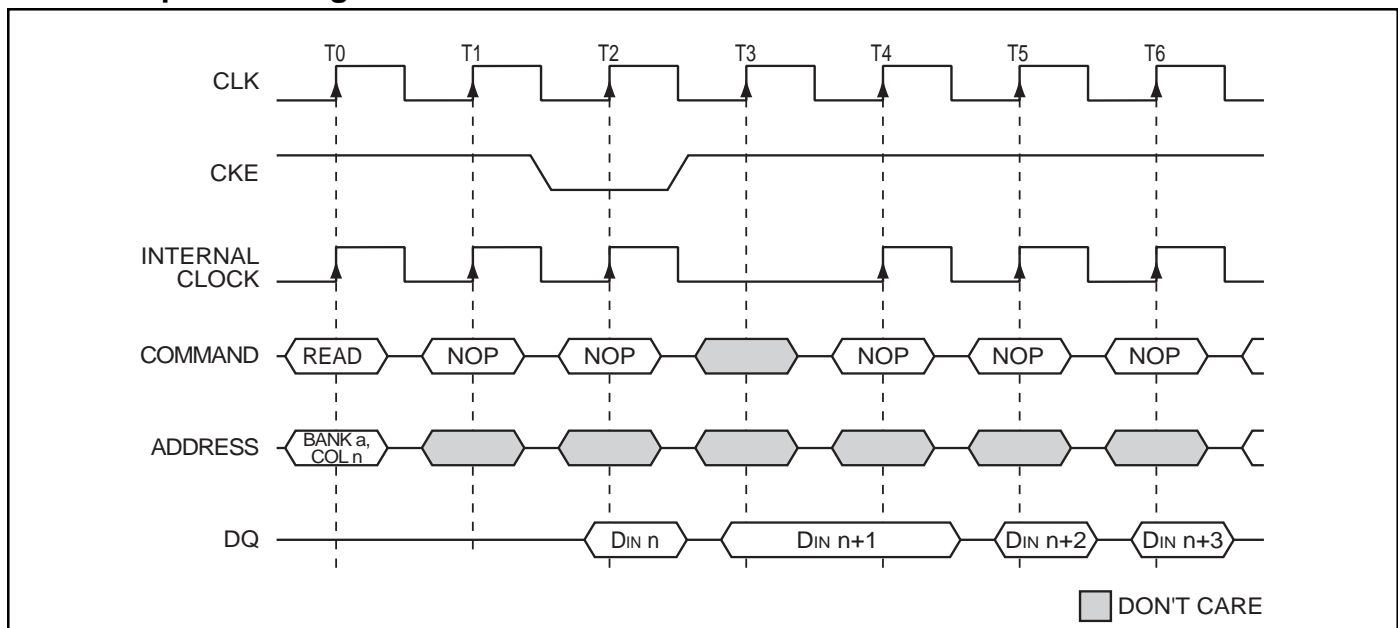 T0 T1 T2 T3 T4 T5 T6
CLK
CKE
INTERNAL
CLOCK
COMMAND READ NOP NOP NOP NOP NOP
ADDRESS BANK a,
COL n
DQ DIN n DIN n+1 DIN n+2 DIN n+3
DON'T CARE